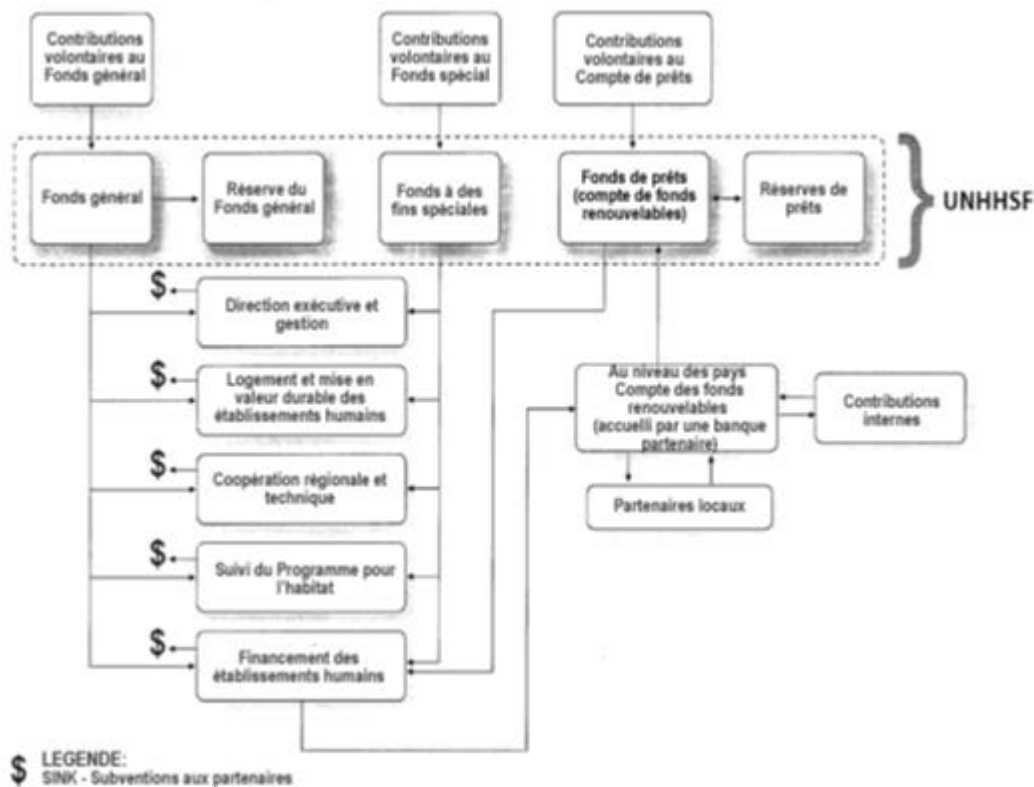 Contributions
volontaires au
Fonds général
Contributions
volontaires au
Fonds spécial
Contributions
volontaires au
Compte de prêts
Fonds général
Réserve du
Fonds général
Fonds à des
fins spéciales
Fonds de prêts
(compte de fonds
renouvelables)
Réserves de
prêts
UNHHSF
$
Direction exécutive et
gestion
$
Logement et mise en
valeur durable des
établissements humains
$
Coopération régionale et
technique
$
Suivi du Programme pour
l'habitat
$
Financement des
établissements humains
Au niveau des pays
Compte des fonds
renouvelables
(accuelli par une banque
partenaire)
Contributions
internes
Partenaires locaux
$ LEGENDE:
SINK - Subventions aux partenaires